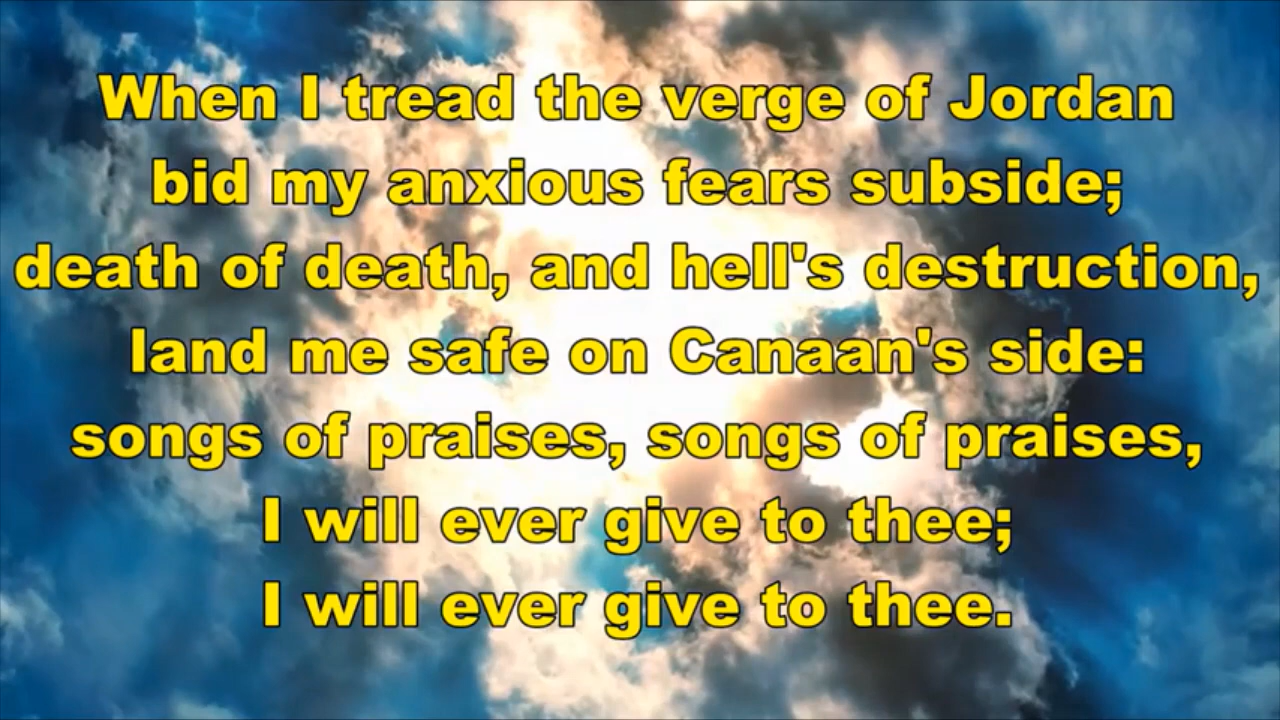 When I tread the verge of Jordan
bid my anxious fears subside;
death of death, and hell's destruction,
land me safe on Canaan's side:
songs of praises, songs of praises,
I will ever give to thee;
I will ever give to thee.